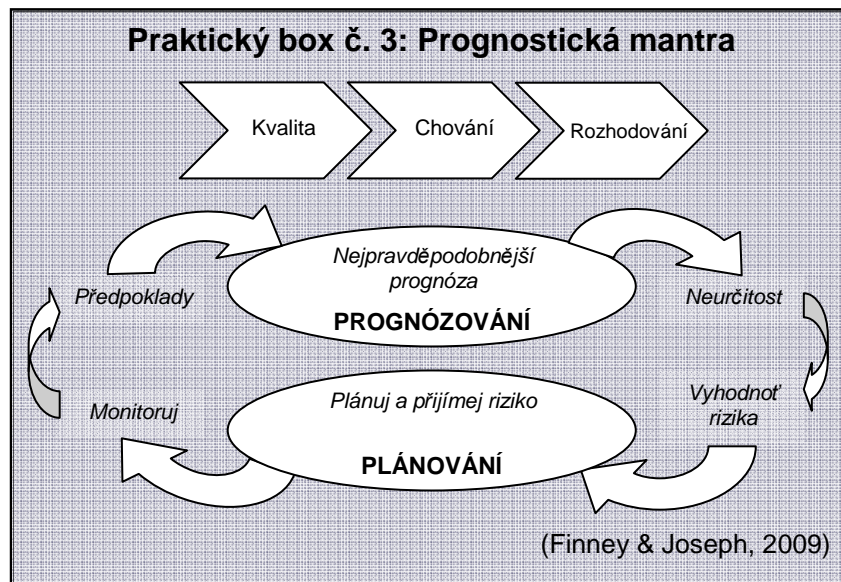 Praktický box č. 3: Prognostická mantra
Kvalita
Chování
Rozhodování
Nejpravděpodobnější
prognóza
PROGNÓZOVÁNÍ
Předpoklady
Neurčitost
Monitoruj
Plánuj a přijímej riziko
PLÁNOVÁNÍ
Vyhodnoť
rizika
(Finney & Joseph, 2009)